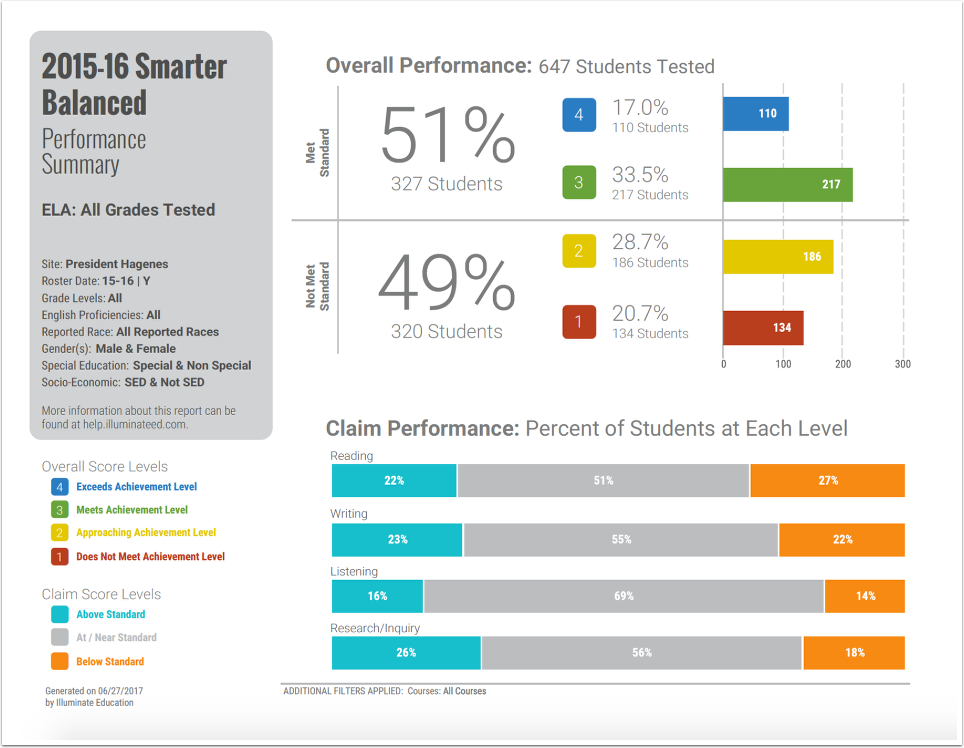 2015-16 Smarter
Balanced
Performance
Summary
ELA: All Grades Tested
Site: President Hagenes
Roster Date: 15-16 | Y
Grade Levels: All
English Proficiencies: All
Reported Race: All Reported Races
Gender(s): Male & Female
Special Education: Special & Non Special
Socio-Economic: SED & Not SED
More information about this report can be
found at help.illuminateed.com.
Overall Score Levels
4 Exceeds Achievement Level
3 Meets Achievement Level
2 Approaching Achievement Level
1 Does Not Meet Achievement Level
Claim Score Levels
Above Standard
At / Near Standard
Below Standard
Generated on 06/27/2017
by Illuminate Education
Overall Performance: 647 Students Tested
Met
Standard
51%
327 Students
4
17.0%
110 Students
110
3
33.5%
217 Students
217
Not Met
Standard
49%
320 Students
2
28.7%
186 Students
186
1
20.7%
134 Students
134
0 100 200 300
Claim Performance: Percent of Students at Each Level
Reading
22% 51% 27%
Writing
23% 55% 22%
Listening
16% 69% 14%
Research/Inquiry
26% 56% 18%
ADDITIONAL FILTERS APPLIED: Courses: All Courses